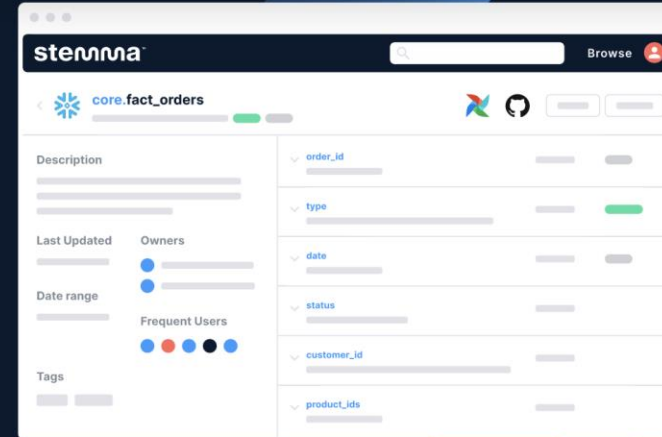 stemma
Browse
core.fact_orders
Description
Last Updated
Owners
Date range
Frequent Users
Tags
order_id
type
date
status
customer_id
product_ids